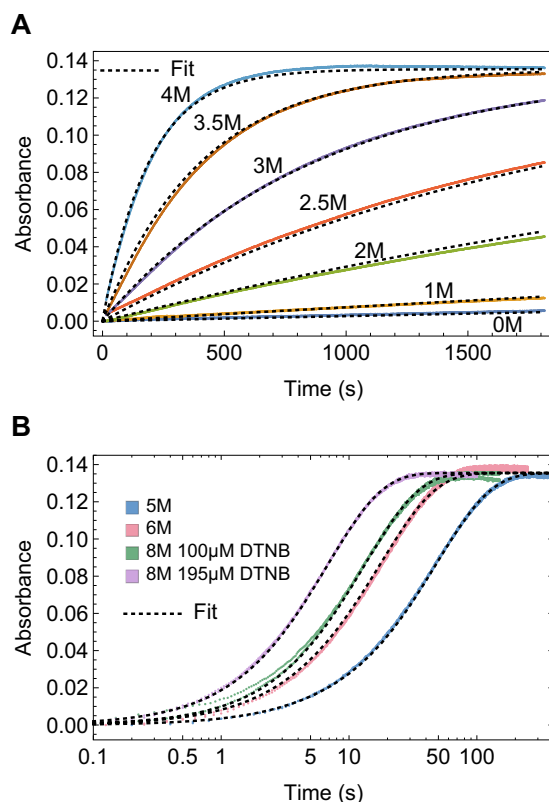 A
0.14
0.12
0.10
0.08
0.06
0.04
0.02
0.00
Absorbance
Fit
4M
3.5M
3M
2.5M
2M
1M
0M
0 500 1000 1500
Time (s)
B
0.14
0.12
0.10
0.08
0.06
0.04
0.02
0.00
Absorbance
5M
6M
8M 100μM DTNB
8M 195μM DTNB
Fit
0.1 0.5 1 5 10 50 100
Time (s)